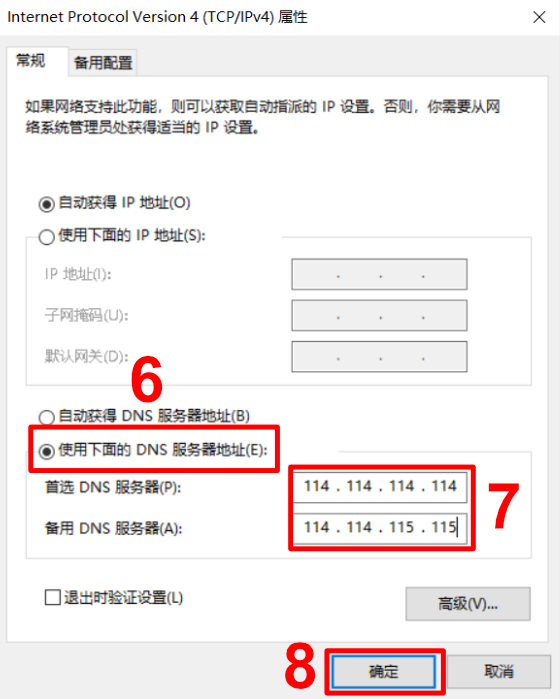 Internet Protocol Version 4 (TCP/IPv4) 属性
常规 备用配置
如果网络支持此功能，则可以获取自动指派的 IP 设置。否则，你需要从网
络系统管理员处获得适当的 IP 设置。
自动获得 IP 地址(O)
使用下面的 IP 地址(S):
IP 地址(I):
子网掩码(U):
默认网关(D):
6
自动获得 DNS 服务器地址(B)
使用下面的 DNS 服务器地址(E):
首选 DNS 服务器(P): 114 . 114 . 114 . 114
7
备用 DNS 服务器(A): 114 . 114 . 115 . 115
退出时验证设置(L)
高级(V)...
8 确定 取消